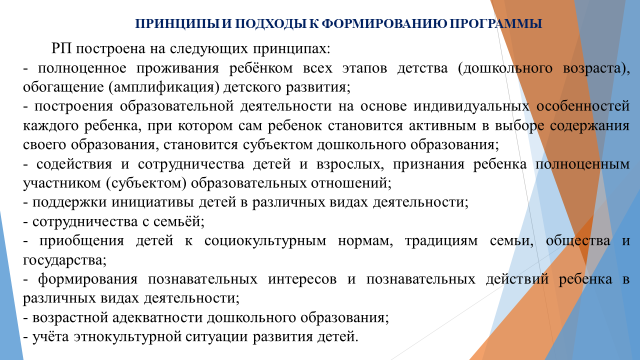 ПРИНЦИПЫ И ПОДХОДЫ К ФОРМИРОВАНИЮ ПРОГРАММЫ
РП построена на следующих принципах:
- полноценное проживания ребёнком всех этапов детства (дошкольного возраста),
обогащение (амплификация) детского развития;
- построения образовательной деятельности на основе индивидуальных особенностей
каждого ребенка, при котором сам ребенок становится активным в выборе содержания
своего образования, становится субъектом дошкольного образования;
- содействия и сотрудничества детей и взрослых, признания ребенка полноценным
участником (субъектом) образовательных отношений;
- поддержки инициативы детей в различных видах деятельности;
- сотрудничества с семьёй;
- приобщения детей к социокультурным нормам, традициям семьи, общества и
государства;
- формирования познавательных интересов и познавательных действий ребенка в
различных видах деятельности;
- возрастной адекватности дошкольного образования;
- учёта этнокультурной ситуации развития детей.